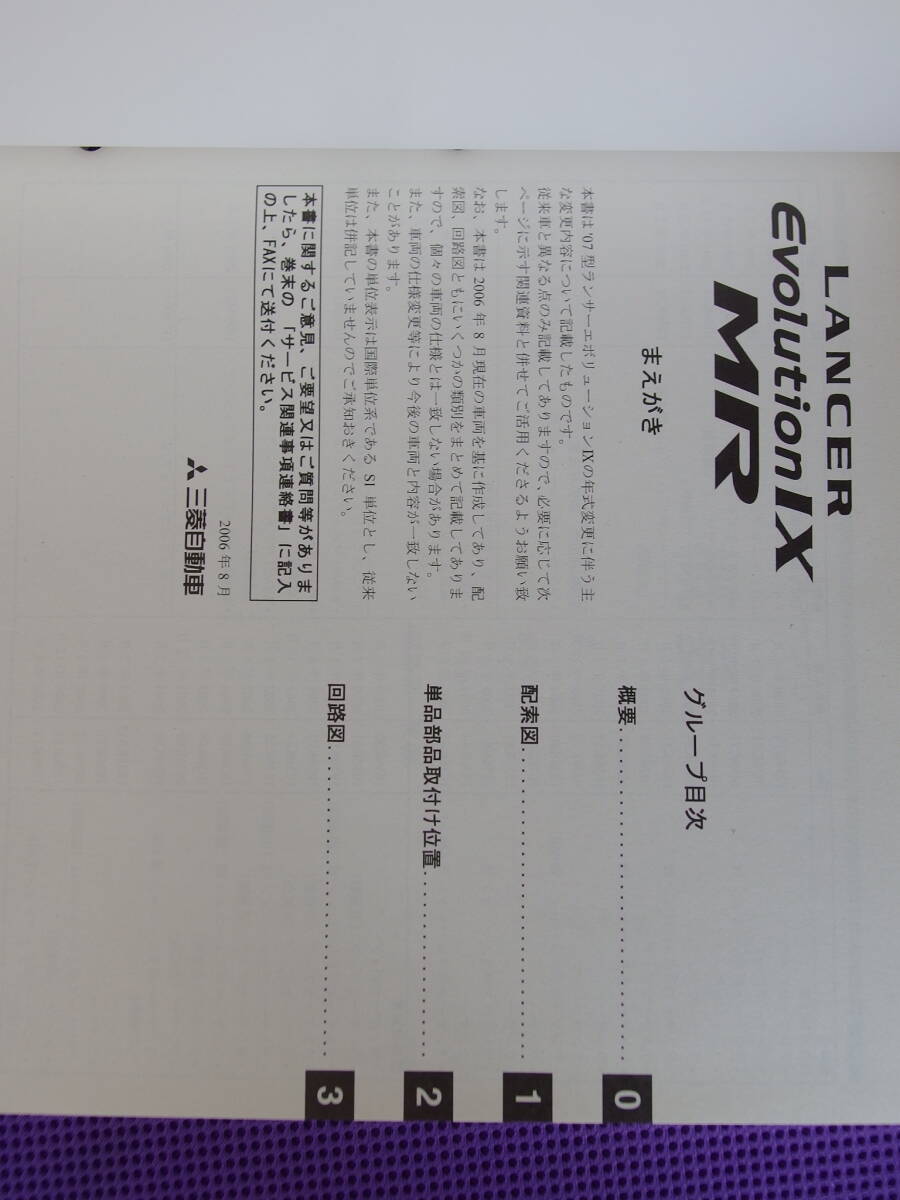 LANCER
Evolution IX
MR
まえがき
本書は '07 型ランサーエボリューションIXの年式変更に伴う主
な変更内容について記載したものです。
従来車と異なる点のみ記載してありますので、必要に応じて次
ページに示す関連資料と併せてご活用くださるようお願い致
します。
なお、本書は 2006 年 8 月現在の車両を基に作成してあり、配
索図、回路図ともにいくつかの類別をまとめて記載してありま
すので、個々の車両の仕様とは一致しない場合があります。
また、車両の仕様変更等により今後の車両と内容が一致しない
ことがあります。
また、本書の単位表示は国際単位系である SI 単位とし、従来
単位は併記していませんのでご承知おきください。
本書に関するご意見、ご要望又はご質問等がありま
したら、巻末の「サービス関連事項連絡書」に記入
の上、FAXにて送付ください。
2006 年 8 月
三菱自動車
グループ目次
概要........................ 0
配索図........................ 1
単品部品取付け位置........................ 2
回路図........................ 3